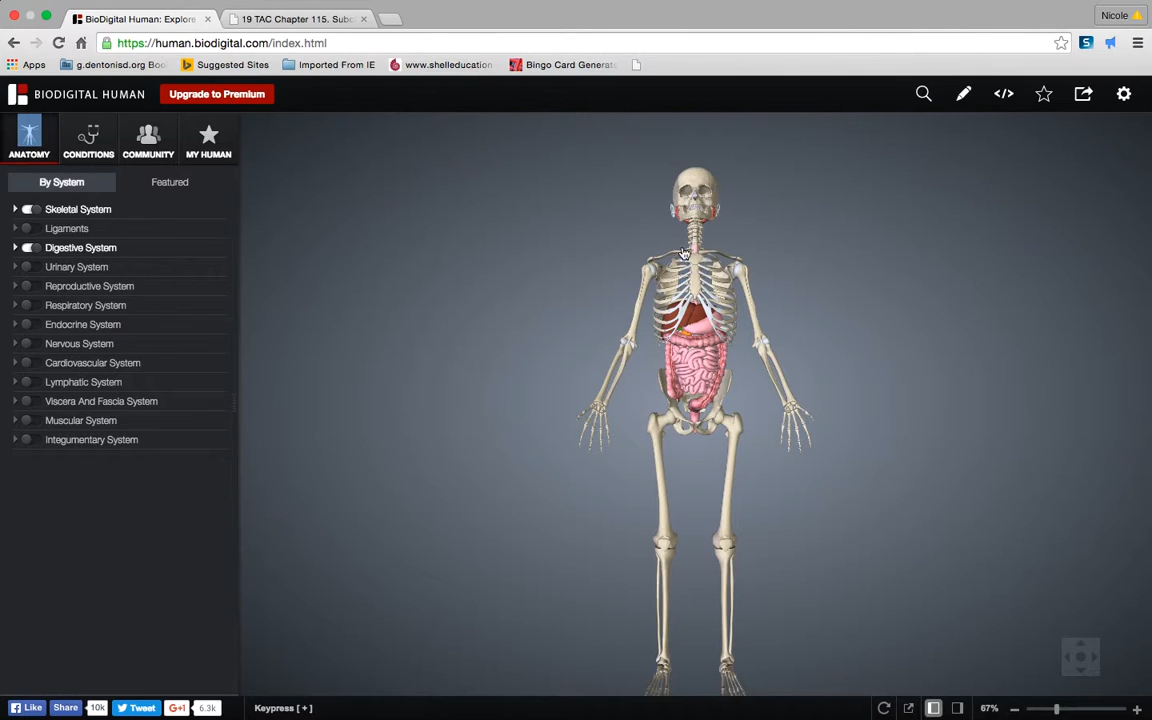 BioDigital Human: Explore
19 TAC Chapter 115. Subc
Nicole
https://human.biodigital.com/index.html
Apps
g.dentonisd.org Boo
Suggested Sites
Imported From IE
www.shelleducation
Bingo Card Generato
BIODIGITAL HUMAN
Upgrade to Premium
ANATOMY
CONDITIONS
COMMUNITY
MY HUMAN
By System
Featured
Skeletal System
Ligaments
Digestive System
Urinary System
Reproductive System
Respiratory System
Endocrine System
Nervous System
Cardiovascular System
Lymphatic System
Viscera And Fascia System
Muscular System
Integumentary System
Like
Share
10k
Tweet
G+1
6.3k
Keypress [ + ]
67%